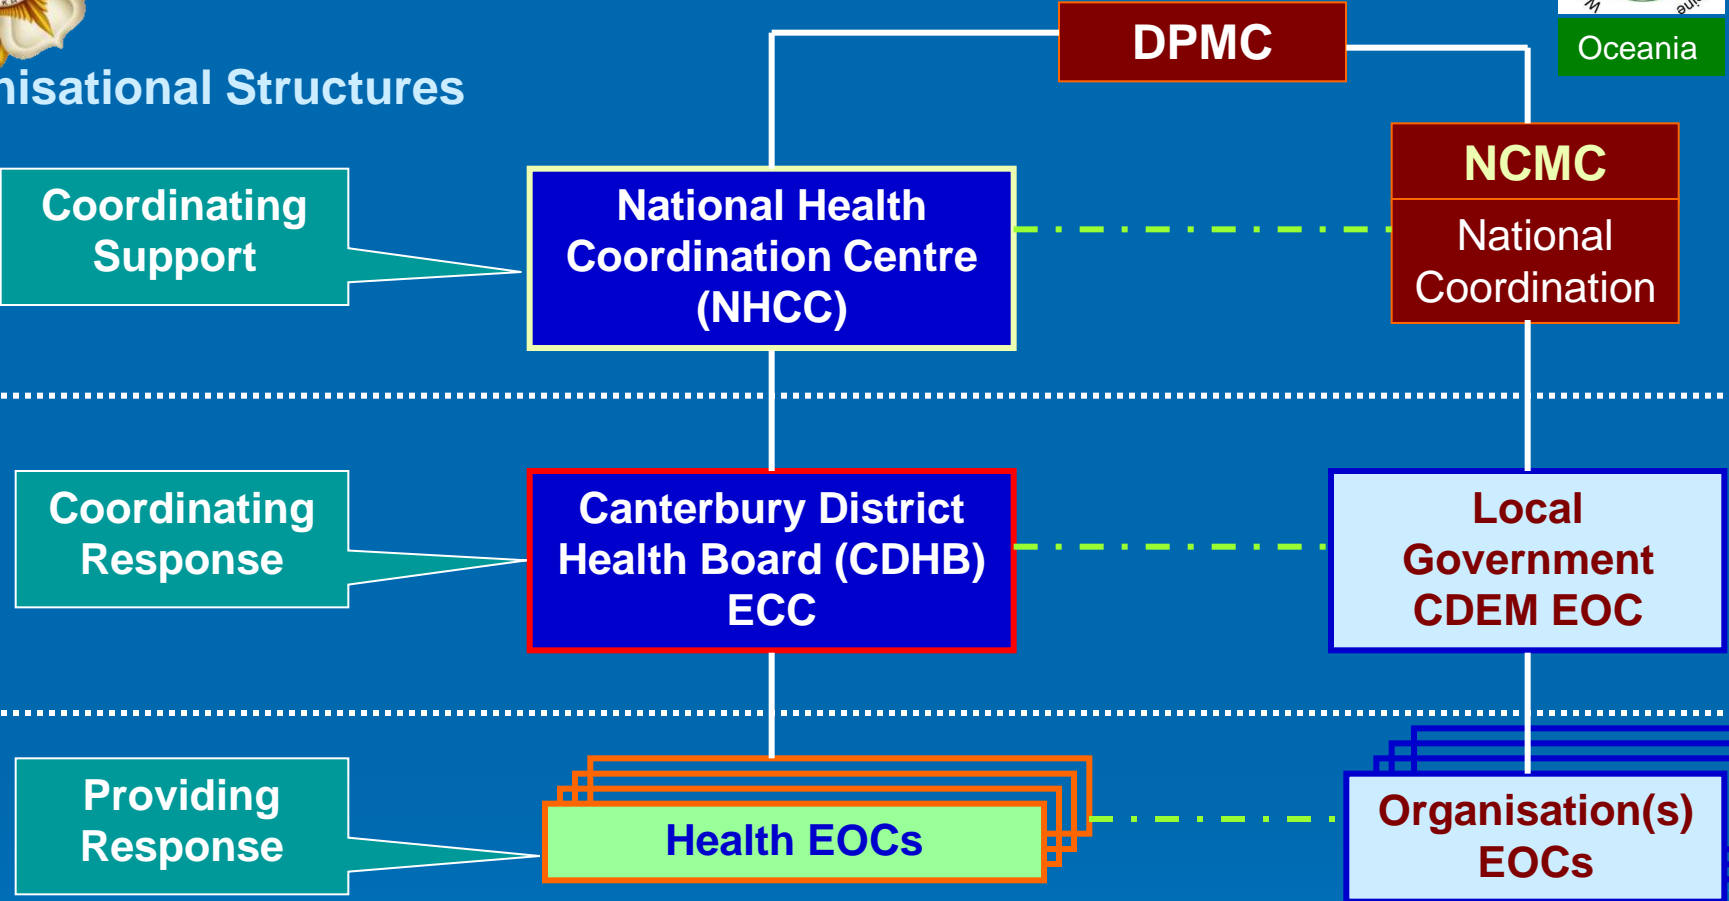 DPMC
Oceania
nisational Structures
NCMC
National
Coordination
Coordinating
Support
National Health
Coordination Centre
(NHCC)
Coordinating
Response
Canterbury District
Health Board (CDHB)
ECC
Local
Government
CDEM EOC
Providing
Response
Health EOCs
Organisation(s)
EOCs